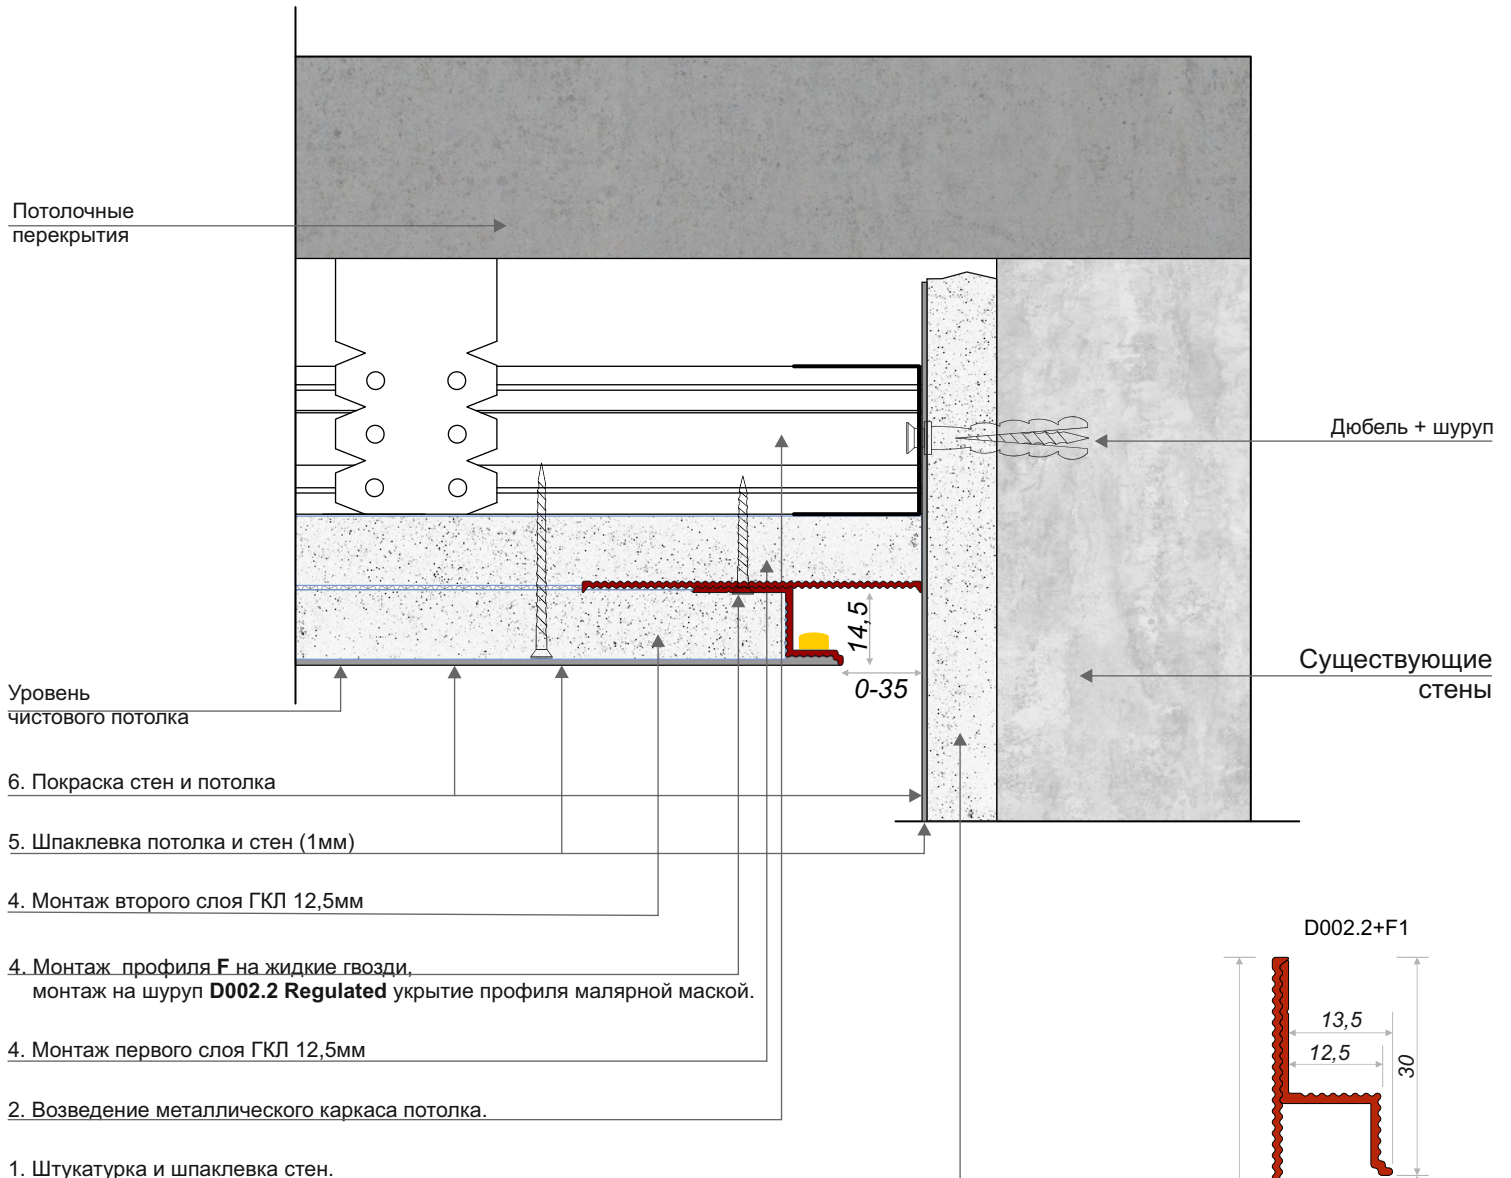 Потолочные
перекрытия
Дюбель + шуруп
14,5
0-35
Существующие
стены
Уровень
чистового потолка
6. Покраска стен и потолка
5. Шпаклевка потолка и стен (1мм)
4. Монтаж второго слоя ГКЛ 12,5мм
4. Монтаж профиля F на жидкие гвозди,
монтаж на шуруп D002.2 Regulated укрытие профиля малярной маской.
4. Монтаж первого слоя ГКЛ 12,5мм
2. Возведение металлического каркаса потолка.
1. Штукатурка и шпаклевка стен.
D002.2+F1
13,5
12,5
30